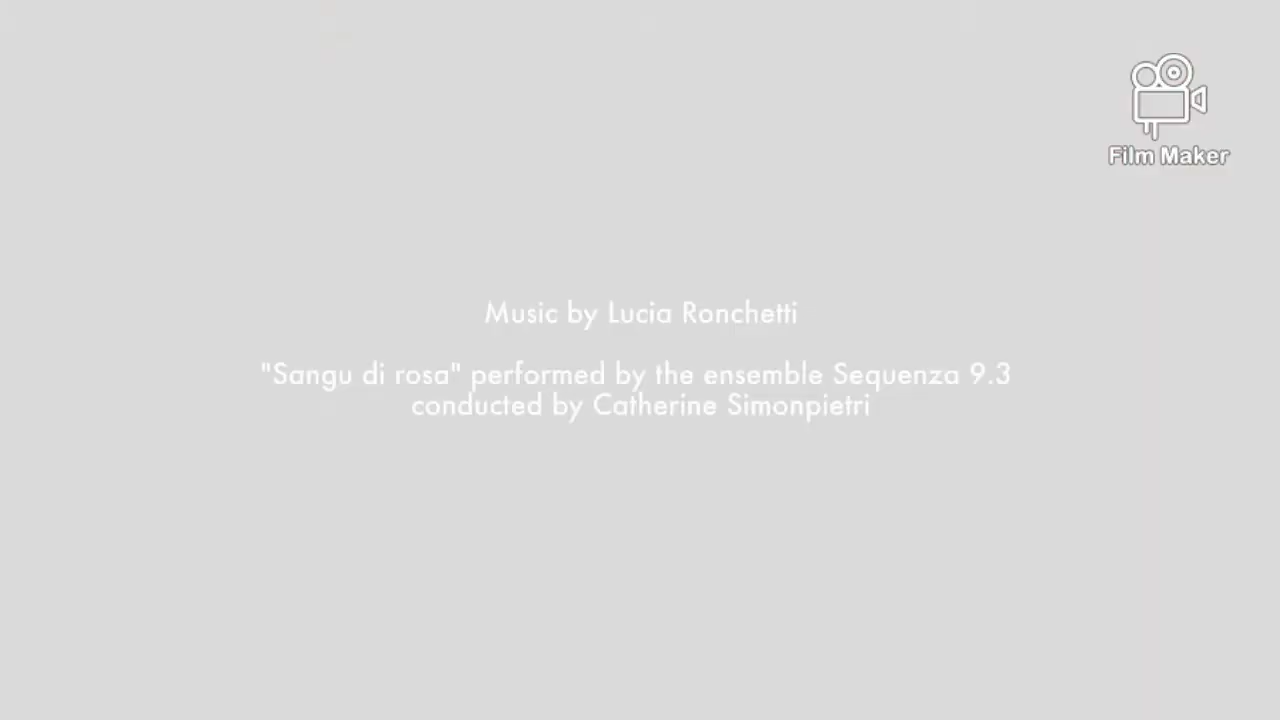 Film Maker
Music by Lucia Ronchetti
"Sangu di rosa" performed by the ensemble Sequenza 9.3
conducted by Catherine Simonpietri